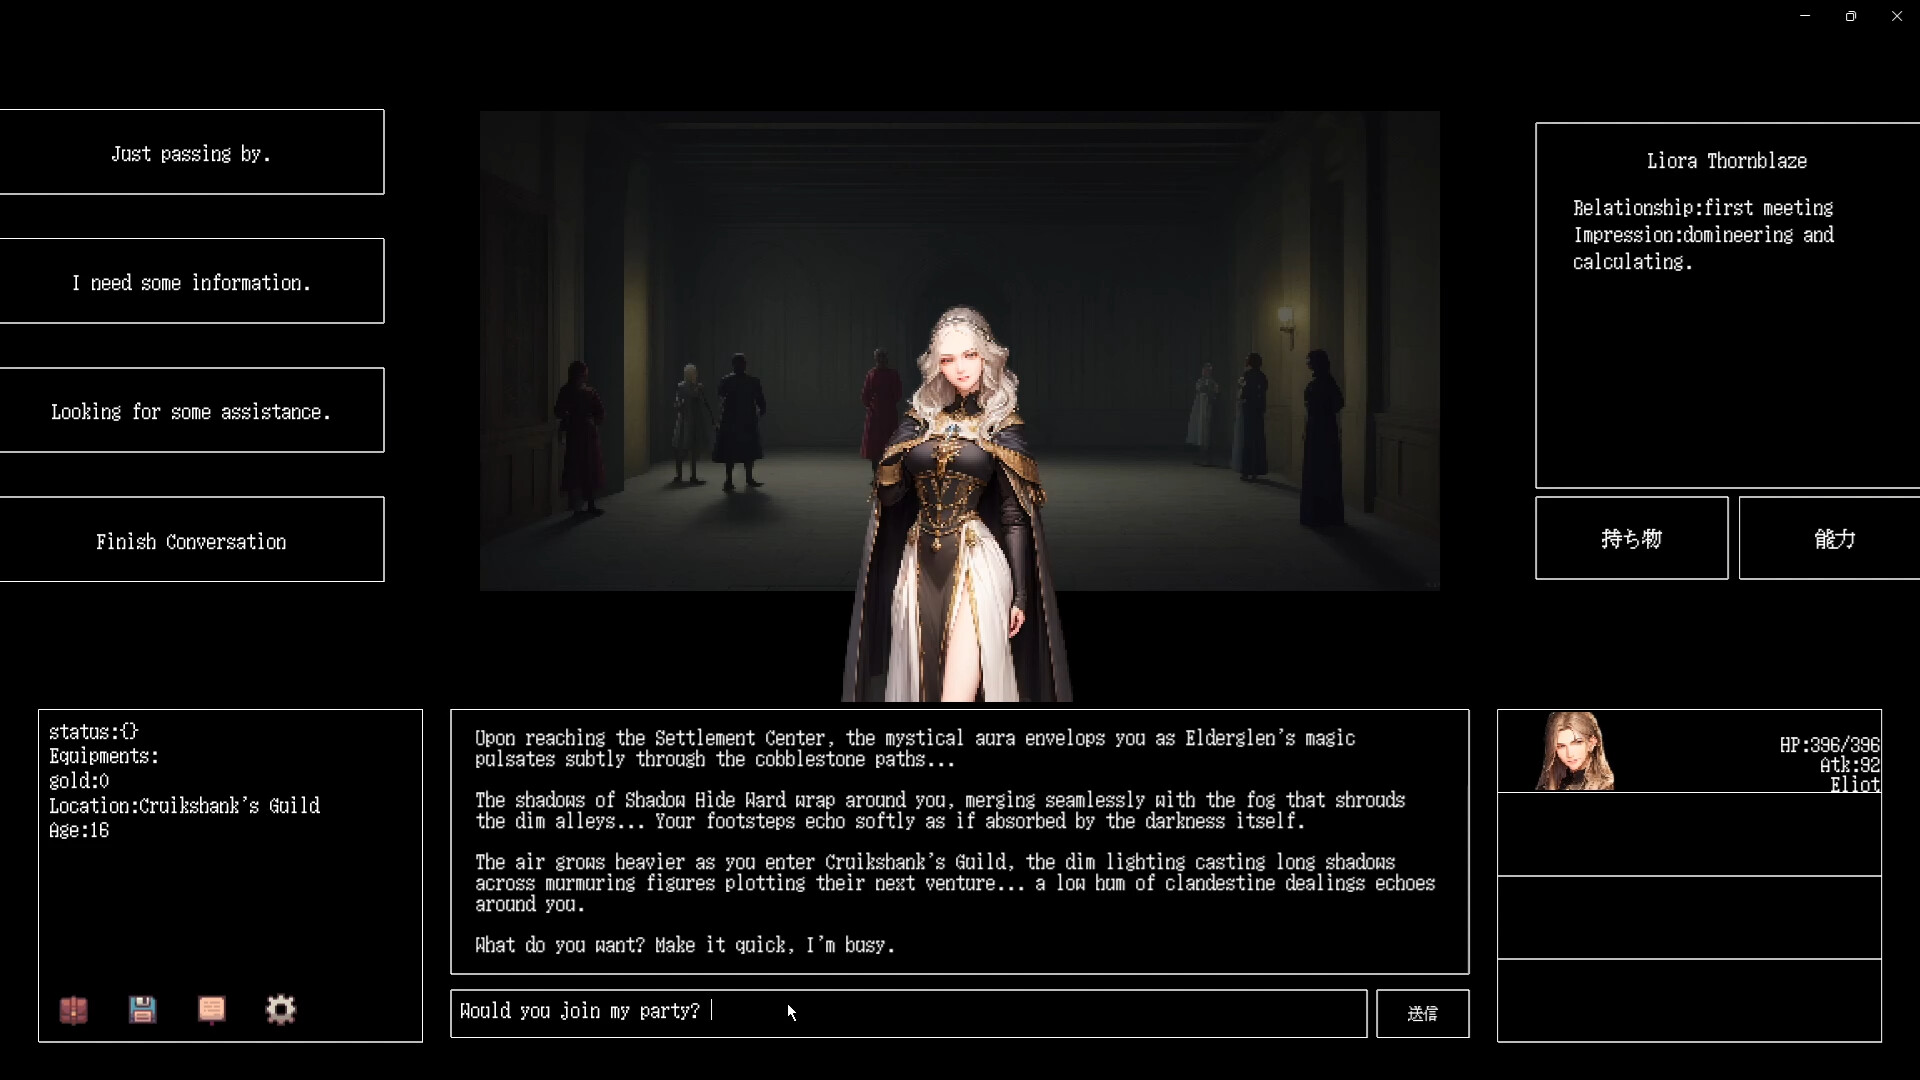 Just passing by.
I need some information.
Looking for some assistance.
Finish Conversation
Liora Thornblaze
Relationship:first meeting
Impression:domineering and
calculating.
持ち物
能力
status:{}
Equipments:
gold:0
Location:Cruikshank's Guild
Age:16
Upon reaching the Settlement Center, the mystical aura envelops you as Elderglen's magic
pulsates subtly through the cobblestone paths...
The shadows of Shadow Hide Ward wrap around you, merging seamlessly with the fog that shrouds
the dim alleys... Your footsteps echo softly as if absorbed by the darkness itself.
The air grows heavier as you enter Cruikshank's Guild, the dim lighting casting long shadows
across murmuring figures plotting their next venture... a low hum of clandestine dealings echoes
around you.
What do you want? Make it quick, I'm busy.
Would you join my party?
送信
HP:396/396
Atk:92
Eliot